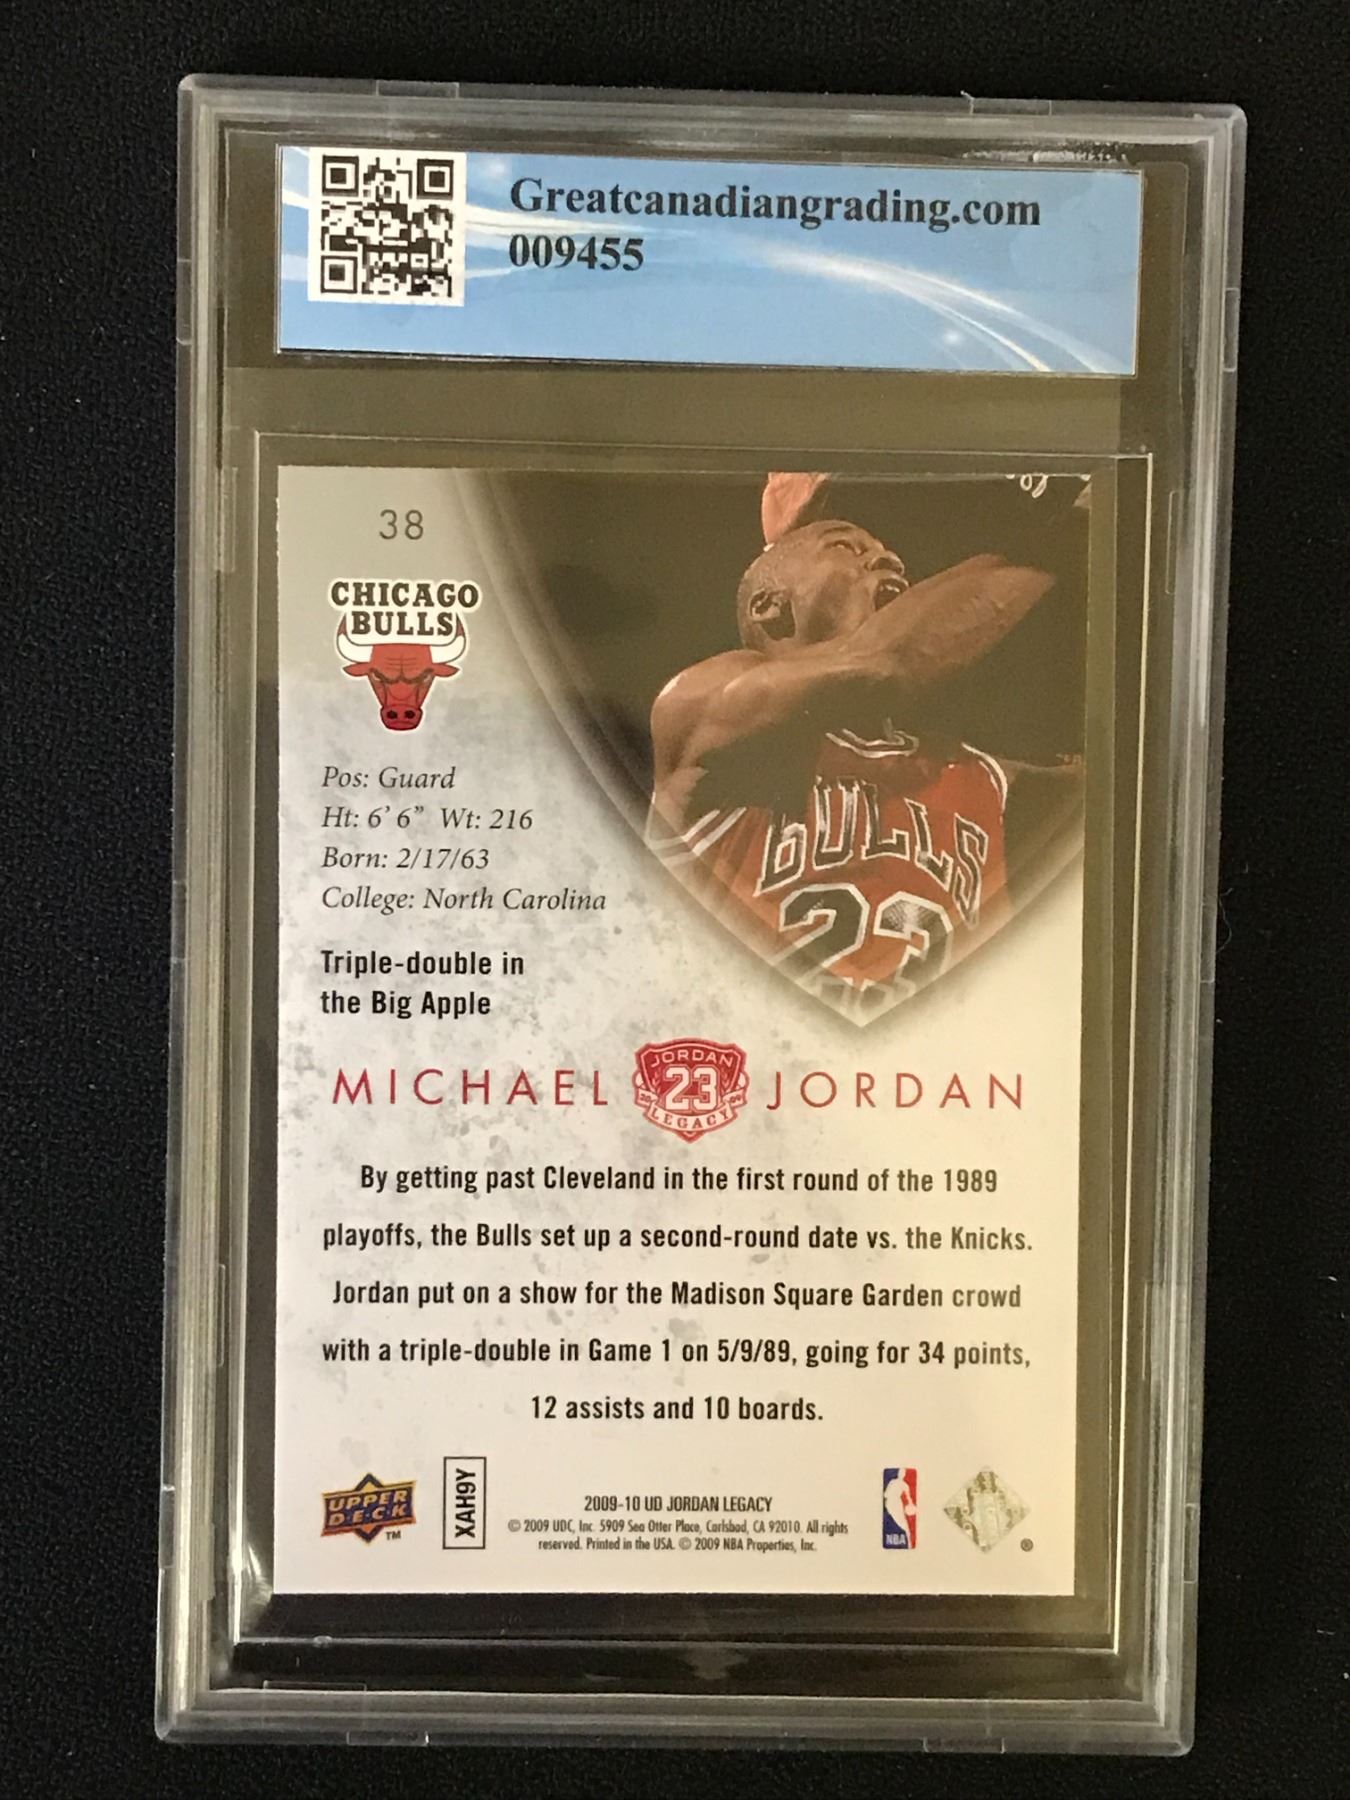 Greatcanadiangrading.com
009455
38
CHICAGO
BULLS
Pos: Guard
Ht: 6' 6" Wt: 216
Born: 2/17/63
College: North Carolina
BULLS
23
Triple-double in
the Big Apple
MICHAEL JORDAN
JORDAN
23
LEGACY
By getting past Cleveland in the first round of the 1989
playoffs, the Bulls set up a second-round date vs. the Knicks.
Jordan put on a show for the Madison Square Garden crowd
with a triple-double in Game 1 on 5/9/89, going for 34 points,
12 assists and 10 boards.
UPPER
D·E·C·K
TM
XAH9Y
2009-10 UD JORDAN LEGACY
© 2009 UDC, Inc. 5909 Sea Otter Place, Carlsbad, CA 92010. All rights
reserved. Printed in the USA. © 2009 NBA Properties, Inc.
NBA
®